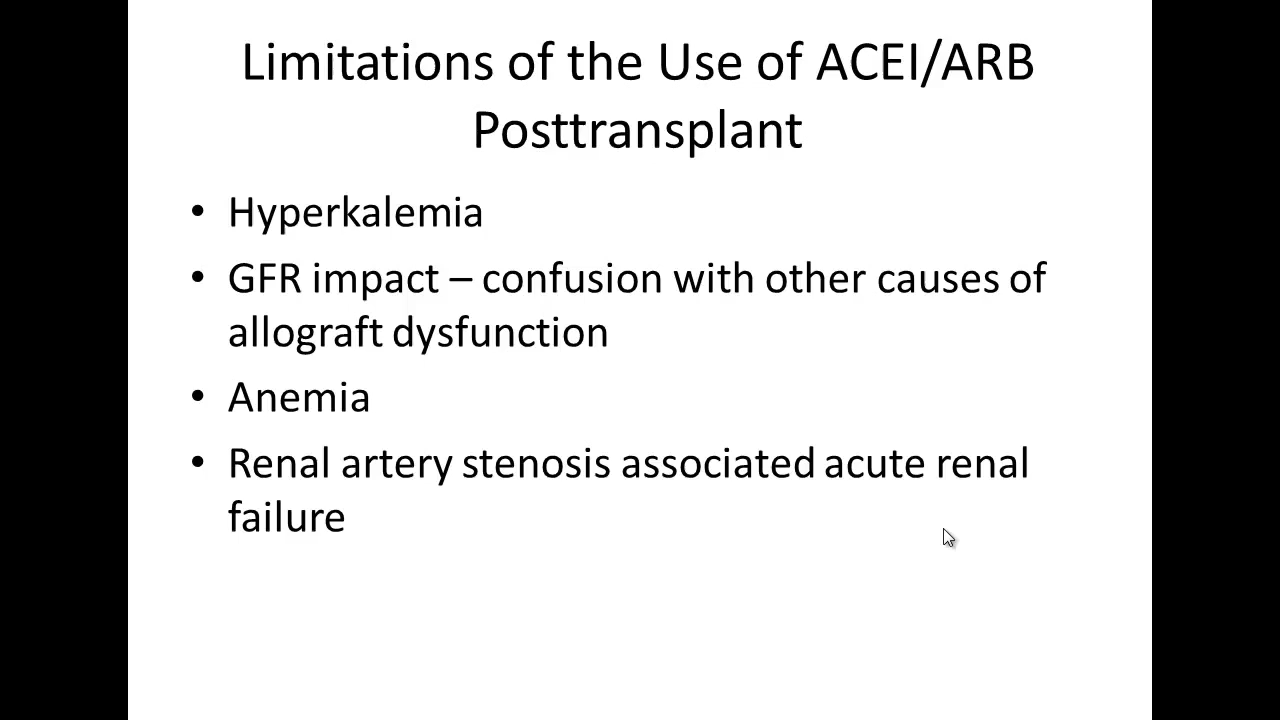 Limitations of the Use of ACEI/ARB
Posttransplant
• Hyperkalemia
• GFR impact – confusion with other causes of
allograft dysfunction
• Anemia
• Renal artery stenosis associated acute renal
failure